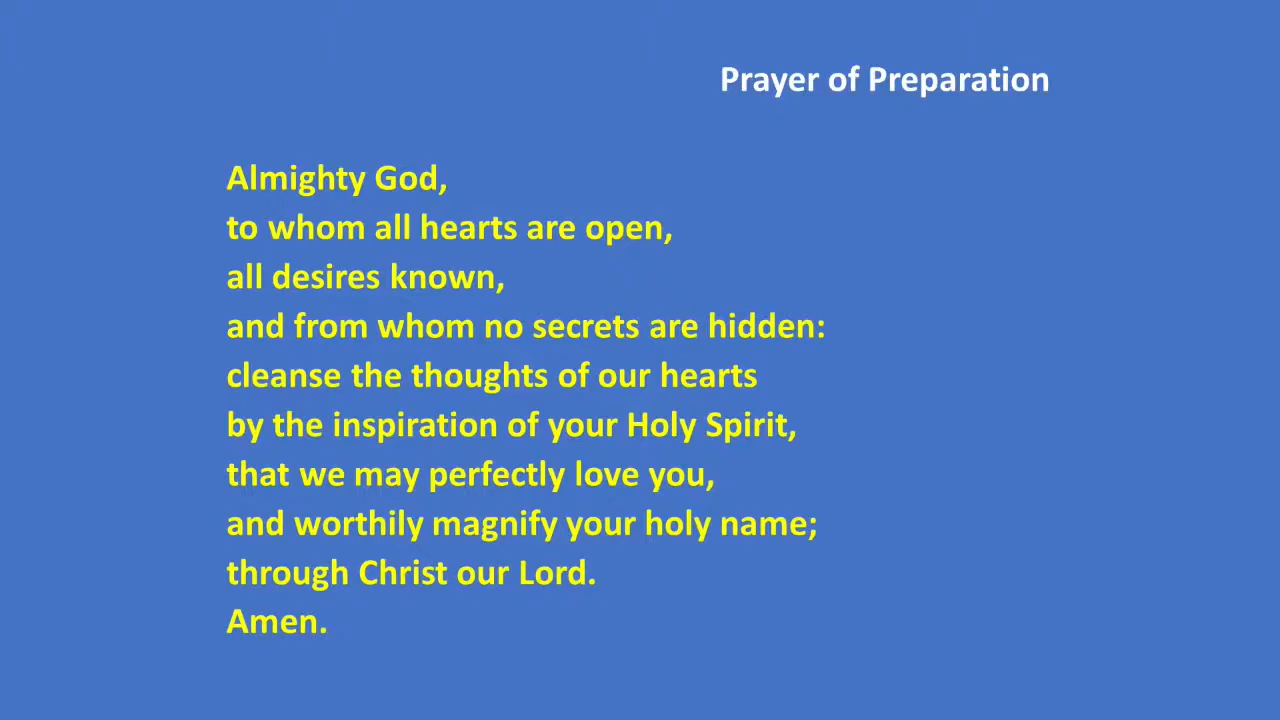 Prayer of Preparation
Almighty God,
to whom all hearts are open,
all desires known,
and from whom no secrets are hidden:
cleanse the thoughts of our hearts
by the inspiration of your Holy Spirit,
that we may perfectly love you,
and worthily magnify your holy name;
through Christ our Lord.
Amen.